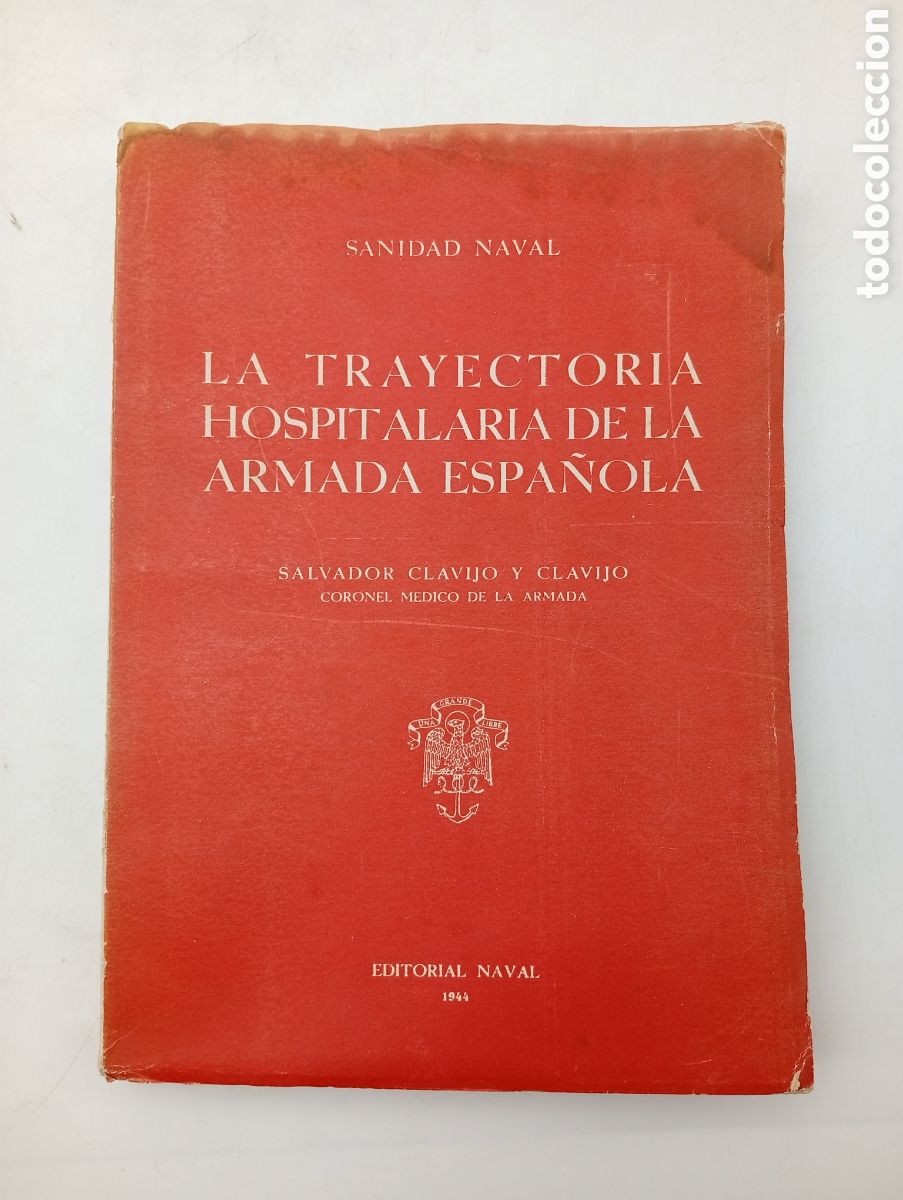 SANIDAD NAVAL
LA TRAYECTORIA
HOSPITALARIA DE LA
ARMADA ESPAÑOLA
SALVADOR CLAVIJO Y CLAVIJO
CORONEL MEDICO DE LA ARMADA
UNA GRANDE LIBRE
EDITORIAL NAVAL
1944
todocoleccion